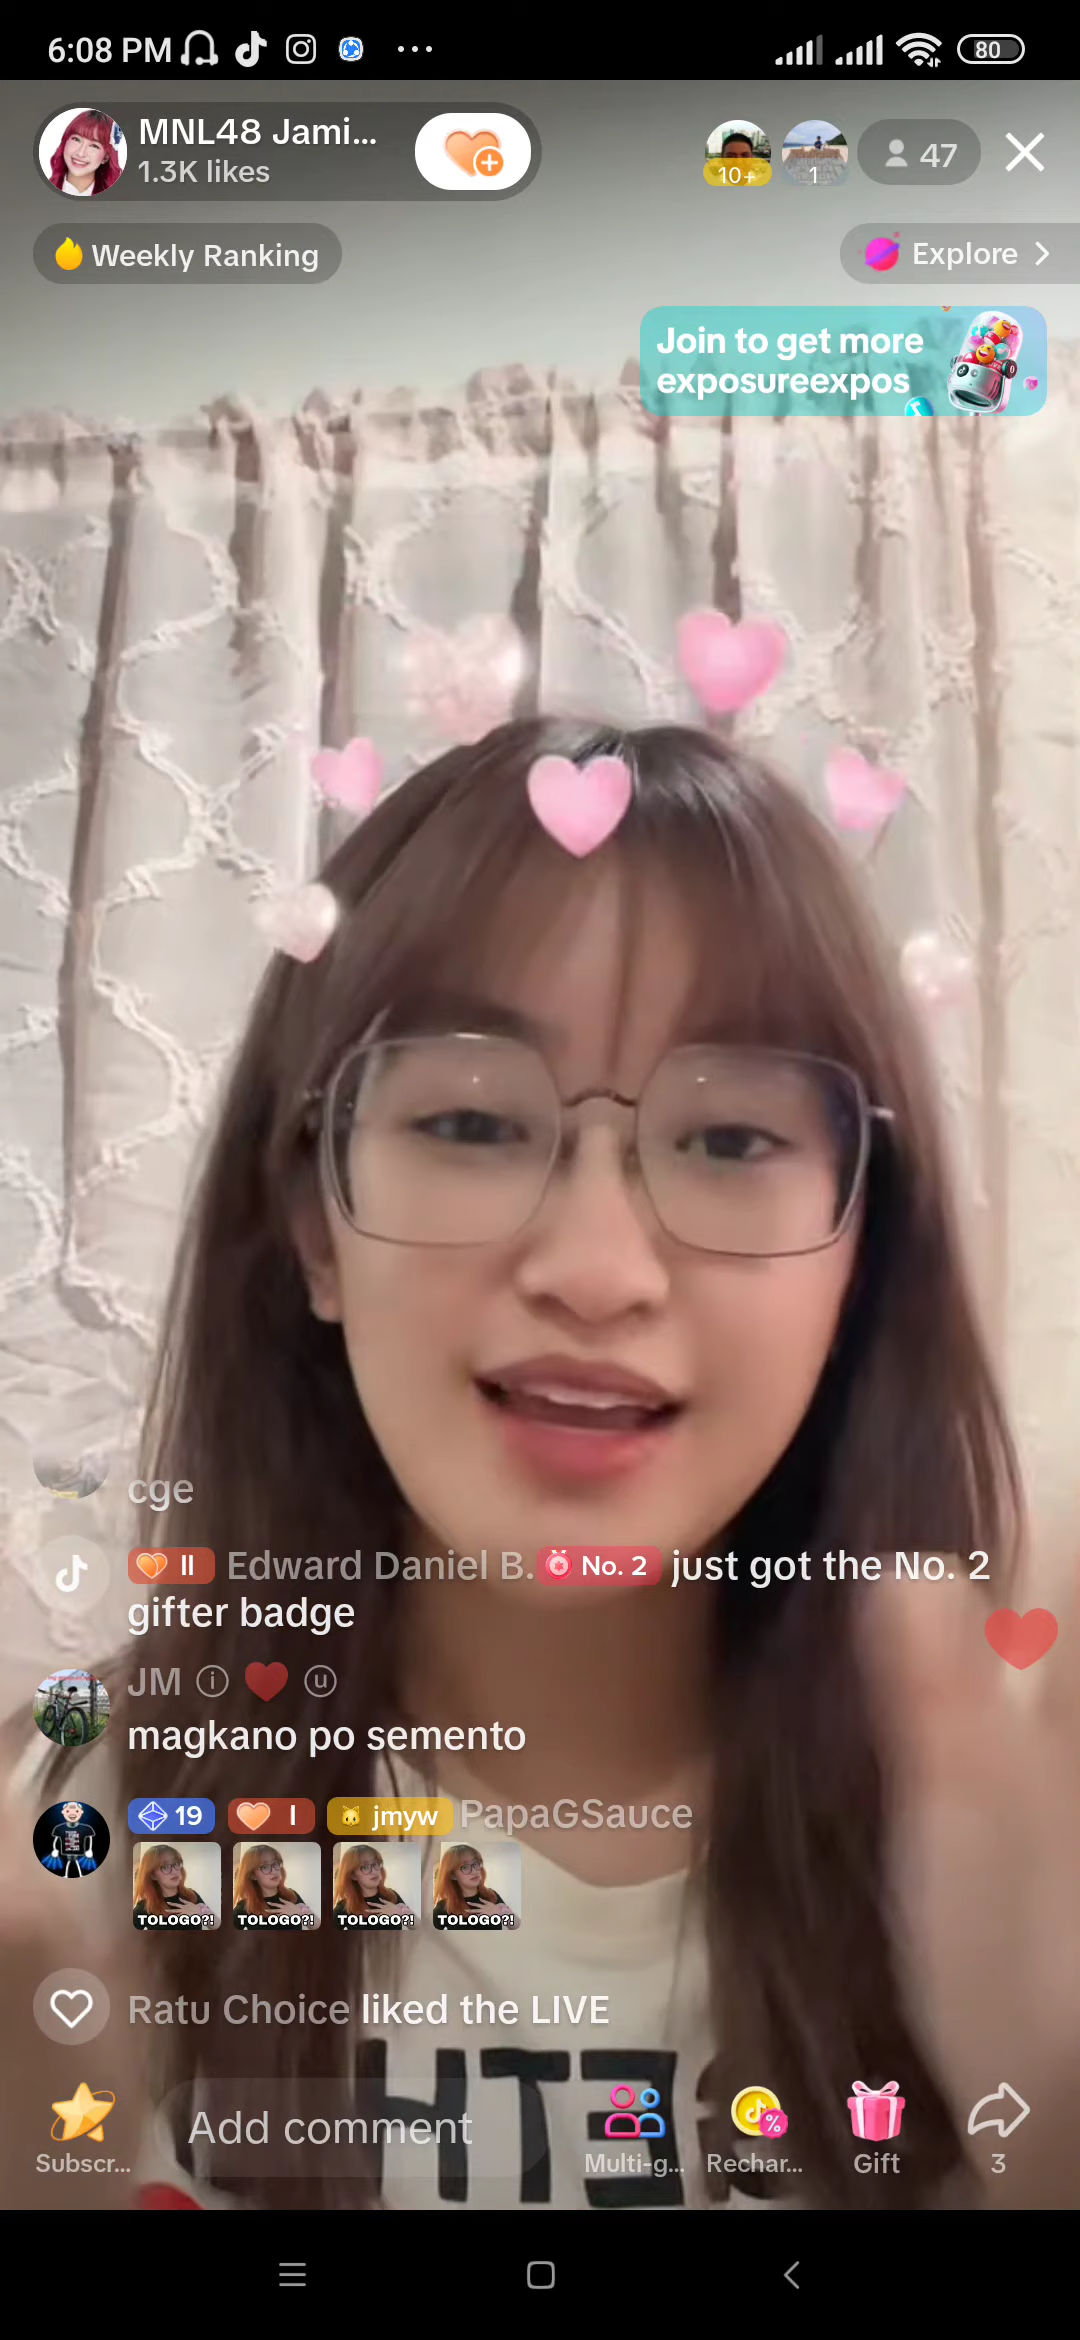 6:08 PM
80
MNL48 Jami...
1.3K likes
10+
1
47
Weekly Ranking
Explore
Join to get more
exposureexpos
cge
II Edward Daniel B. No. 2 just got the No. 2
gifter badge
JM i ❤ u
magkano po semento
19 I jmyw PapaGSauce
TOLOGO?! TOLOGO?! TOLOGO?! TOLOGO?!
Ratu Choice liked the LIVE
Add comment
Subscr... Multi-g... Rechar... Gift 3